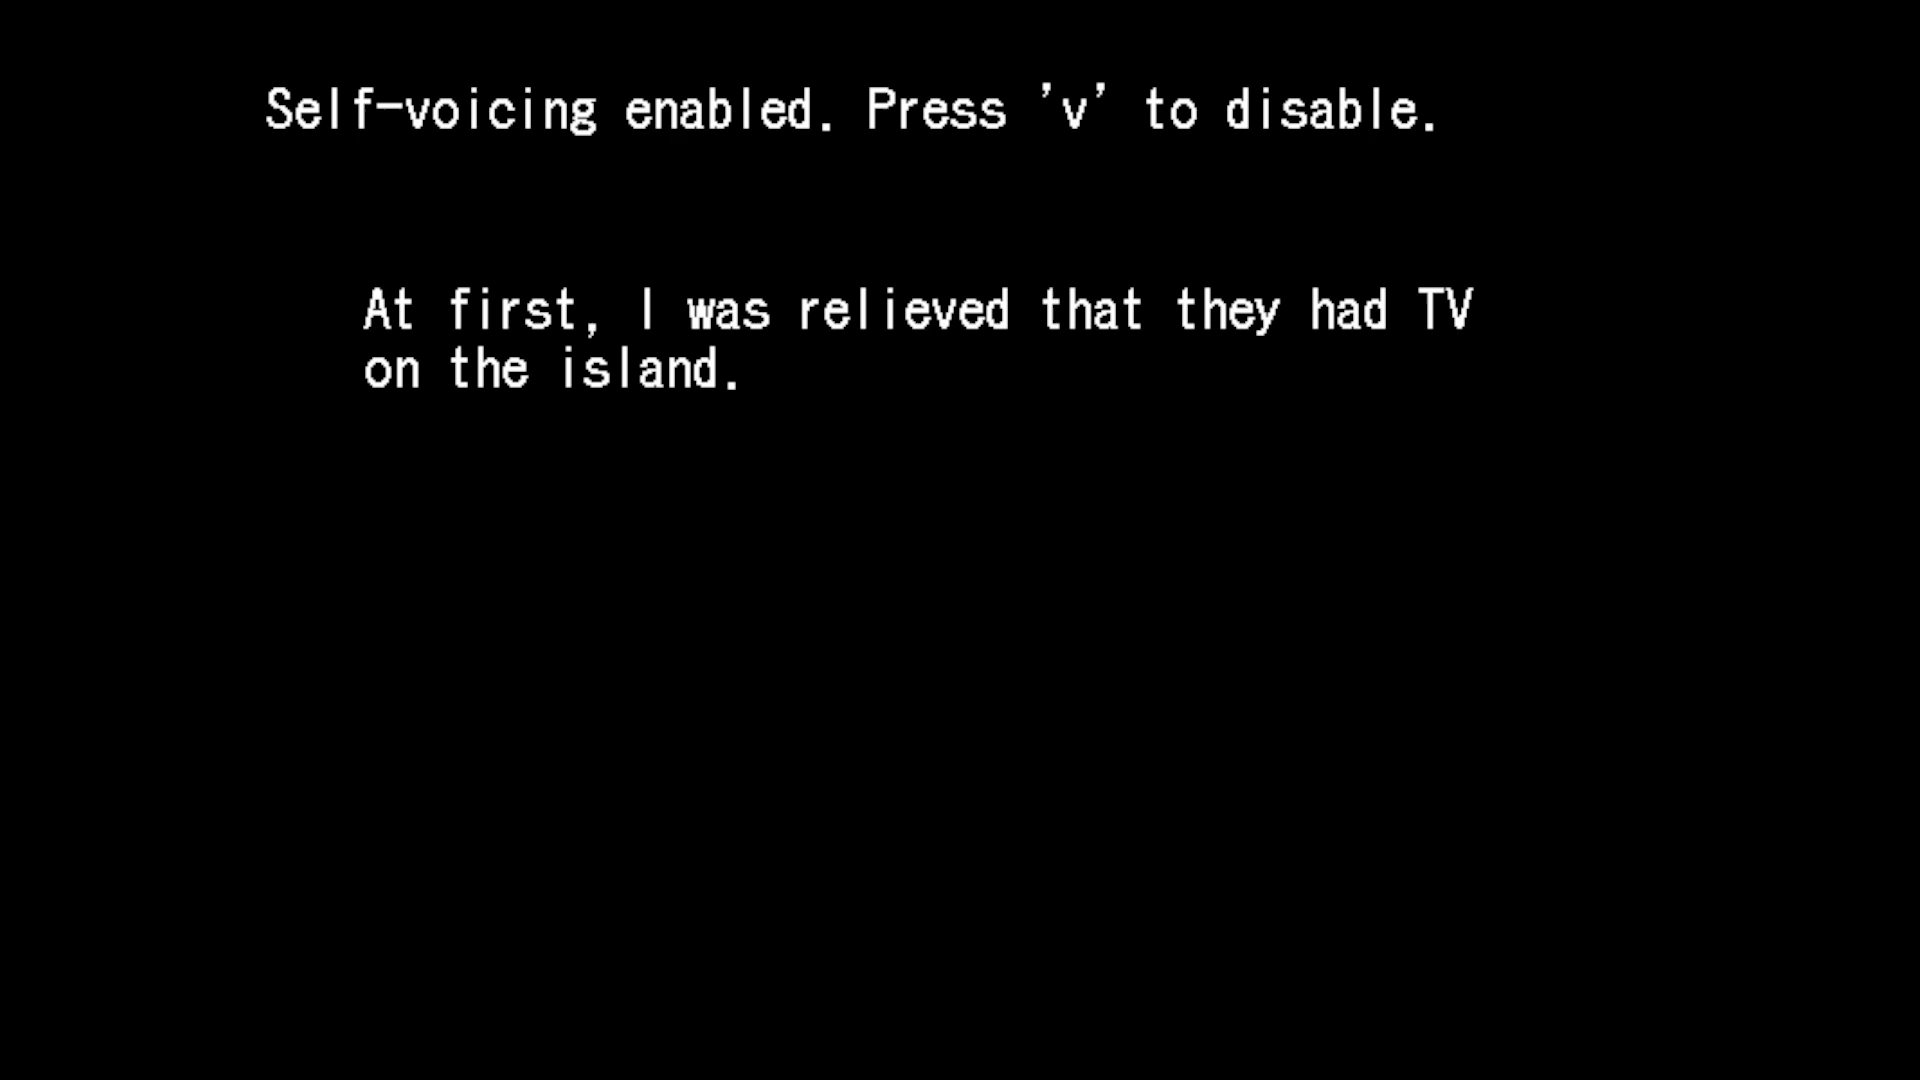 Self-voicing enabled. Press 'v' to disable.
At first, I was relieved that they had TV
on the island.